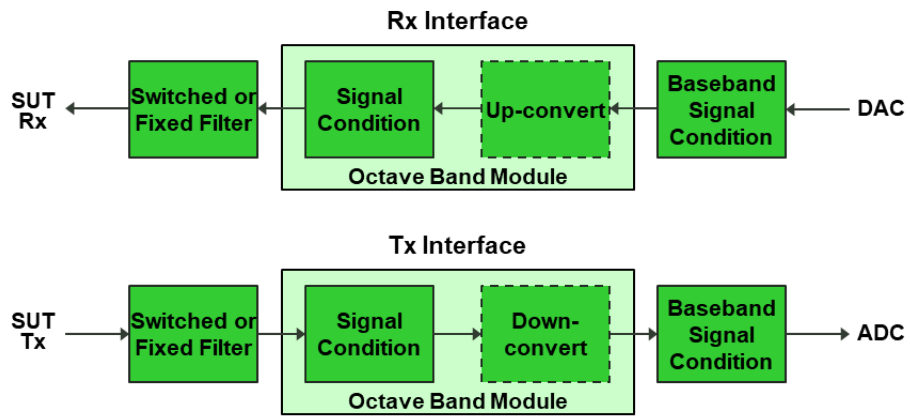 Rx Interface
SUT
Rx
Switched or
Fixed Filter
Signal
Condition
Up-convert
Octave Band Module
Baseband
Signal
Condition
DAC
Tx Interface
SUT
Tx
Switched or
Fixed Filter
Signal
Condition
Down-
convert
Octave Band Module
Baseband
Signal
Condition
ADC